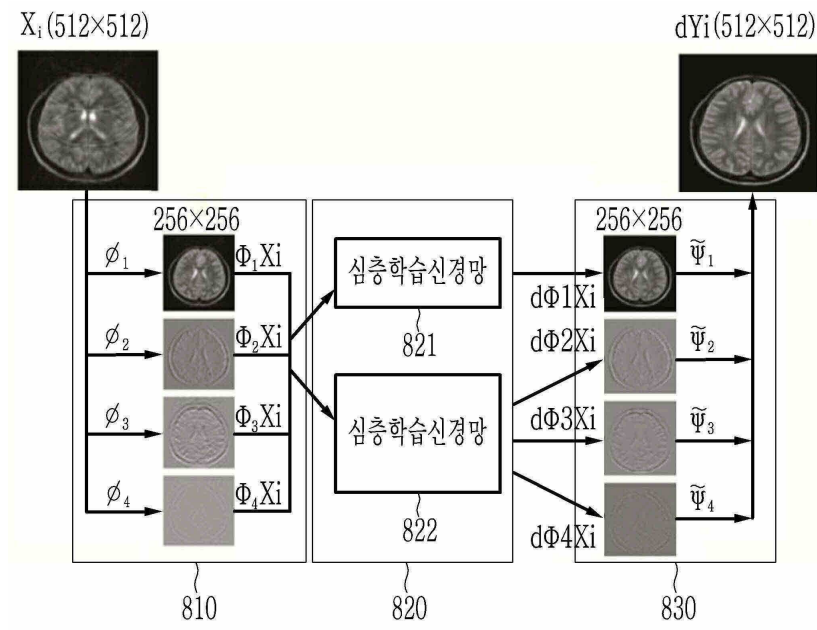 Xᵢ(512×512)
dYi(512×512)
256×256
256×256
ϕ₁
Φ₁Xi
심층학습신경망
821
dΦ1Xi
ψ̃₁
ϕ₂
Φ₂Xi
dΦ2Xi
ψ̃₂
ϕ₃
Φ₃Xi
심층학습신경망
822
dΦ3Xi
ψ̃₃
ϕ₄
Φ₄Xi
dΦ4Xi
ψ̃₄
810
820
830